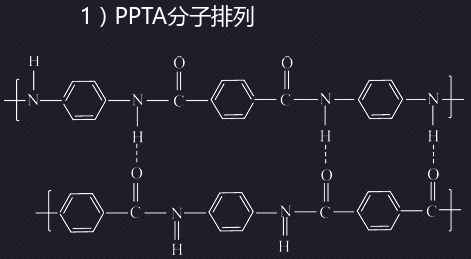 1）PPTA分子排列
H O O
N N C C N N
H H H
O O O
C N N C C
H H